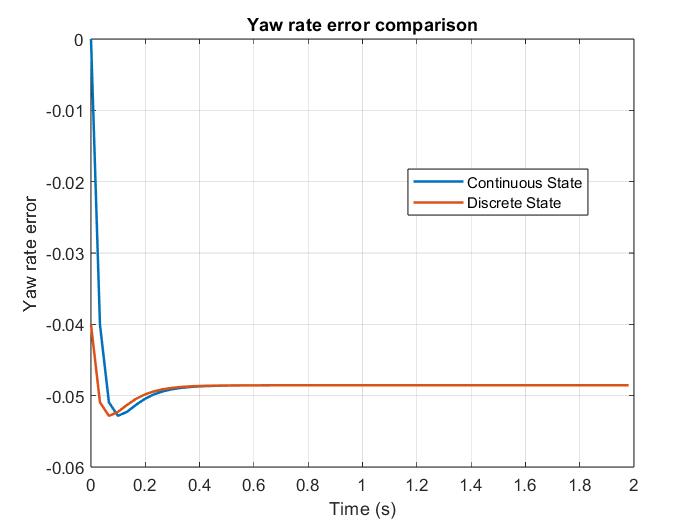 Yaw rate error comparison
0
-0.01
-0.02
-0.03
-0.04
-0.05
-0.06
Yaw rate error
Continuous State
Discrete State
0 0.2 0.4 0.6 0.8 1 1.2 1.4 1.6 1.8 2
Time (s)